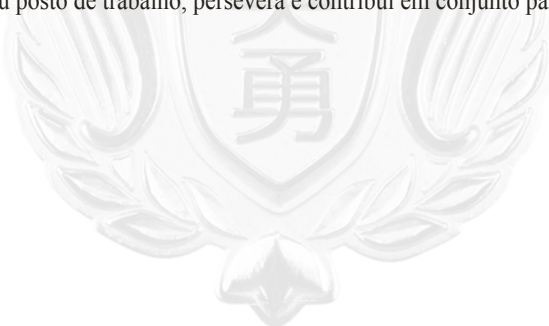 u posto de trabalho, persevera e contribui em conjunto pa
勇